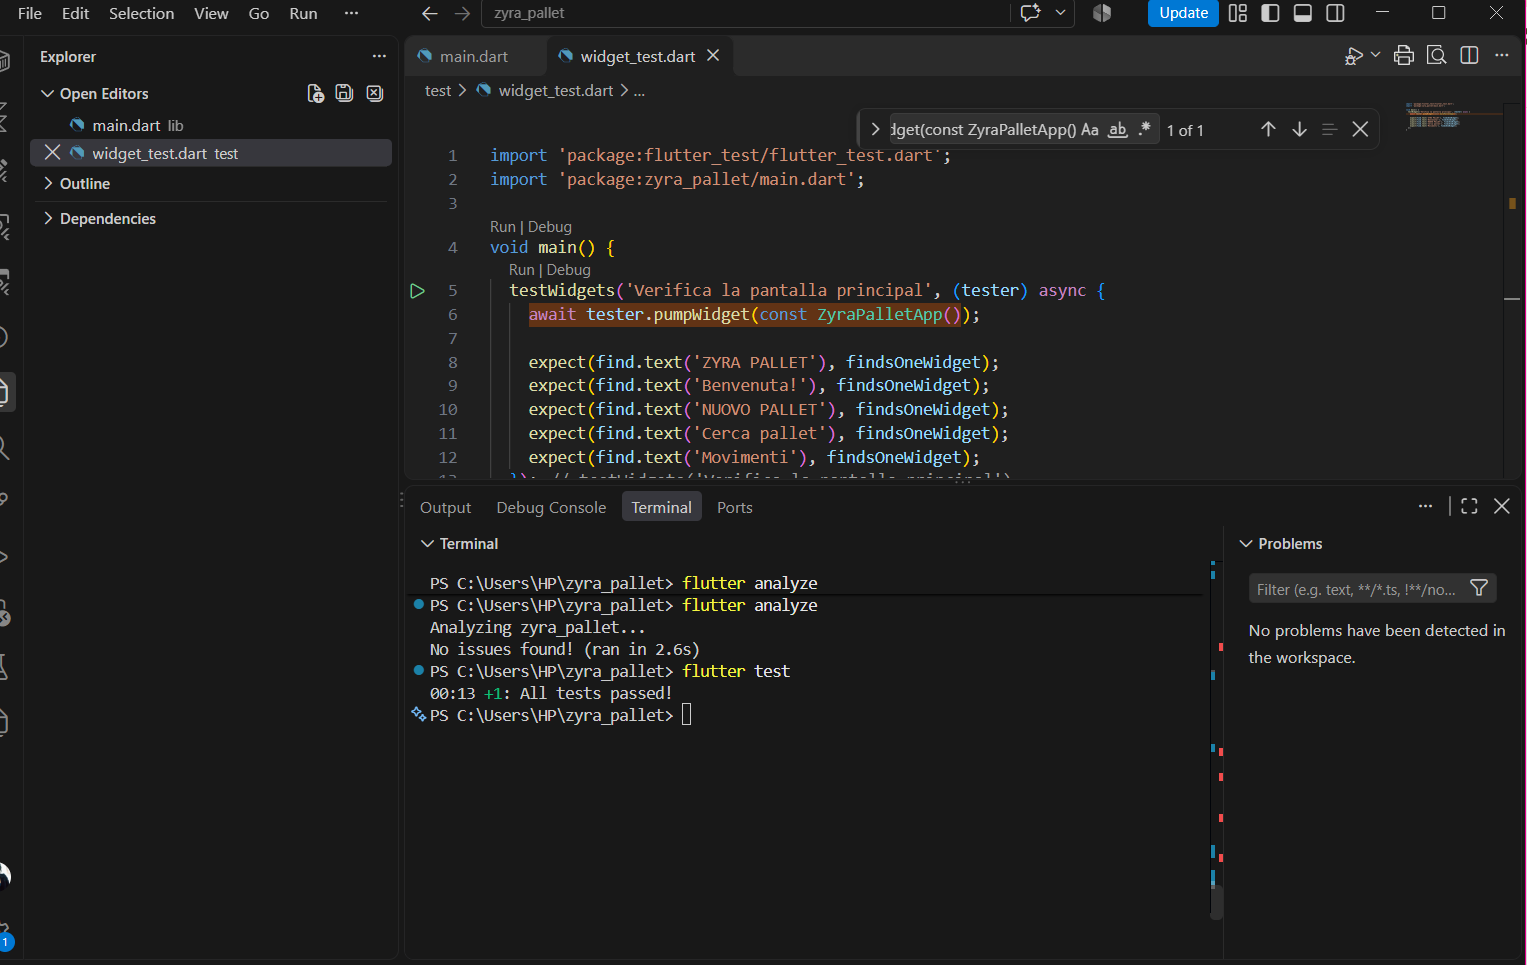 File Edit Selection View Go Run ···
zyra_pallet
Update
Explorer ···
Open Editors
main.dart lib
widget_test.dart test
Outline
Dependencies
main.dart widget_test.dart
test > widget_test.dart > ...
dget(const ZyraPalletApp() Aa ab .* 1 of 1
1 import 'package:flutter_test/flutter_test.dart';
2 import 'package:zyra_pallet/main.dart';
3
Run | Debug
4 void main() {
Run | Debug
5 testWidgets('Verifica la pantalla principal', (tester) async {
6 await tester.pumpWidget(const ZyraPalletApp());
7
8 expect(find.text('ZYRA PALLET'), findsOneWidget);
9 expect(find.text('Benvenuta!'), findsOneWidget);
10 expect(find.text('NUOVO PALLET'), findsOneWidget);
11 expect(find.text('Cerca pallet'), findsOneWidget);
12 expect(find.text('Movimenti'), findsOneWidget);
13 }); // testWidgets('Verifica la pantalla principal')
Output Debug Console Terminal Ports
Terminal
PS C:\Users\HP\zyra_pallet> flutter analyze
PS C:\Users\HP\zyra_pallet> flutter analyze
Analyzing zyra_pallet...
No issues found! (ran in 2.6s)
PS C:\Users\HP\zyra_pallet> flutter test
00:13 +1: All tests passed!
PS C:\Users\HP\zyra_pallet>
Problems
Filter (e.g. text, **/*.ts, !**/no...
No problems have been detected in
the workspace.
1